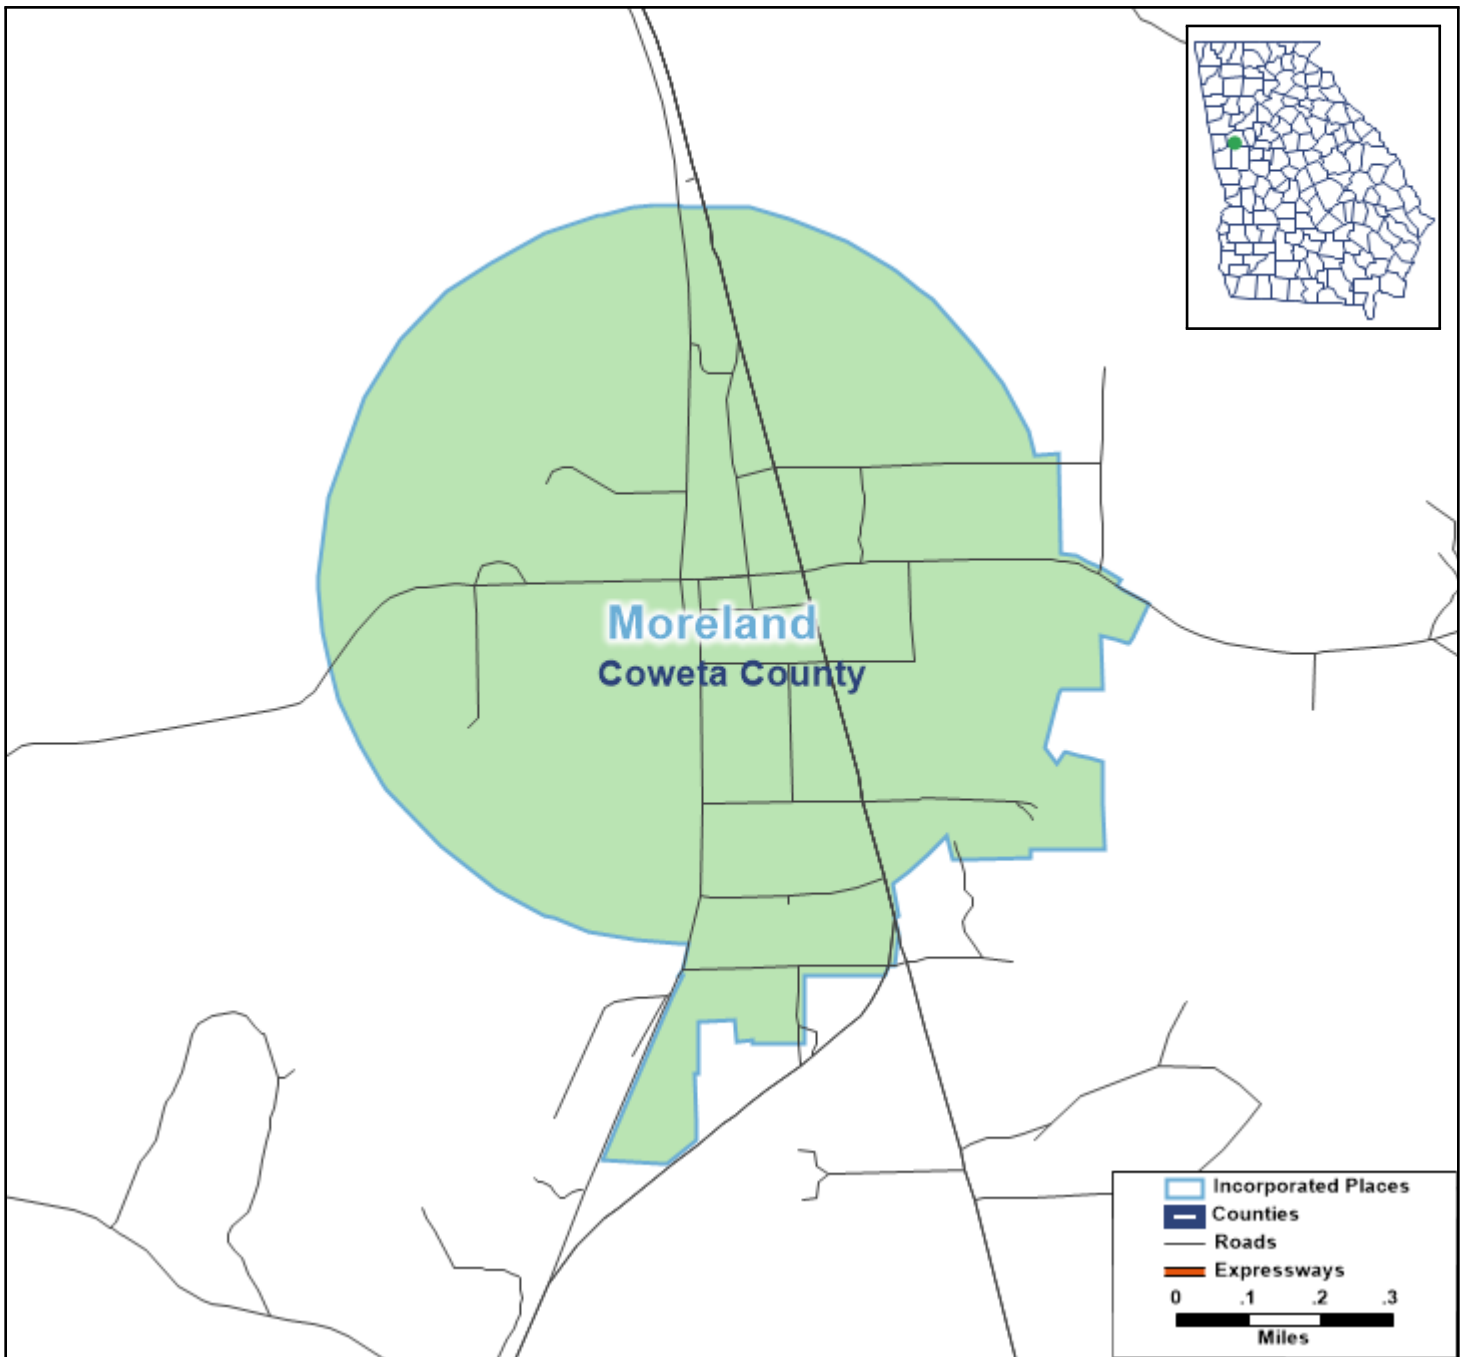 Moreland
Coweta County
Incorporated Places
Counties
Roads
Expressways
0 .1 .2 .3
Miles